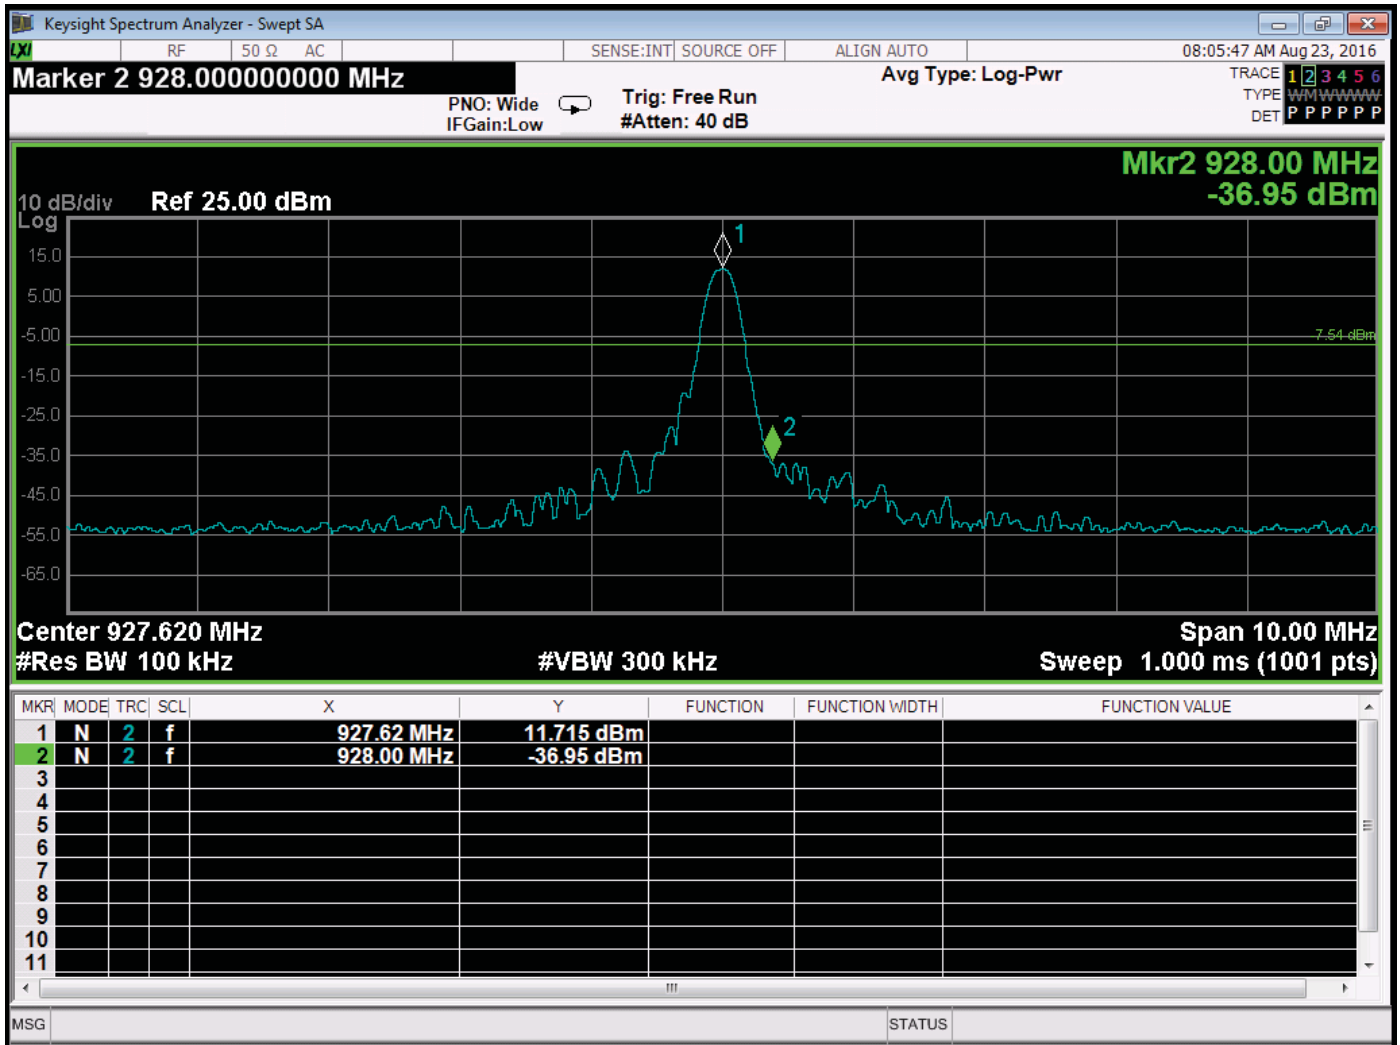 Keysight Spectrum Analyzer - Swept SA
LXI RF 50 Ω AC SENSE:INT SOURCE OFF ALIGN AUTO 08:05:47 AM Aug 23, 2016
Marker 2 928.000000000 MHz
Avg Type: Log-Pwr
TRACE 1 2 3 4 5 6
PNO: Wide
Trig: Free Run
TYPE WMWWWW
IFGain:Low
#Atten: 40 dB
DET P P P P P P
Mkr2 928.00 MHz
-36.95 dBm
10 dB/div Ref 25.00 dBm
Log
1
15.0
5.00
-5.00
-7.54 dBm
-15.0
-25.0
2
-35.0
-45.0
-55.0
-65.0
Center 927.620 MHz Span 10.00 MHz
#Res BW 100 kHz #VBW 300 kHz Sweep 1.000 ms (1001 pts)
MKR MODE TRC SCL X Y FUNCTION FUNCTION WIDTH FUNCTION VALUE
1 N 2 f 927.62 MHz 11.715 dBm
2 N 2 f 928.00 MHz -36.95 dBm
3
4
5
6
7
8
9
10
11
MSG STATUS